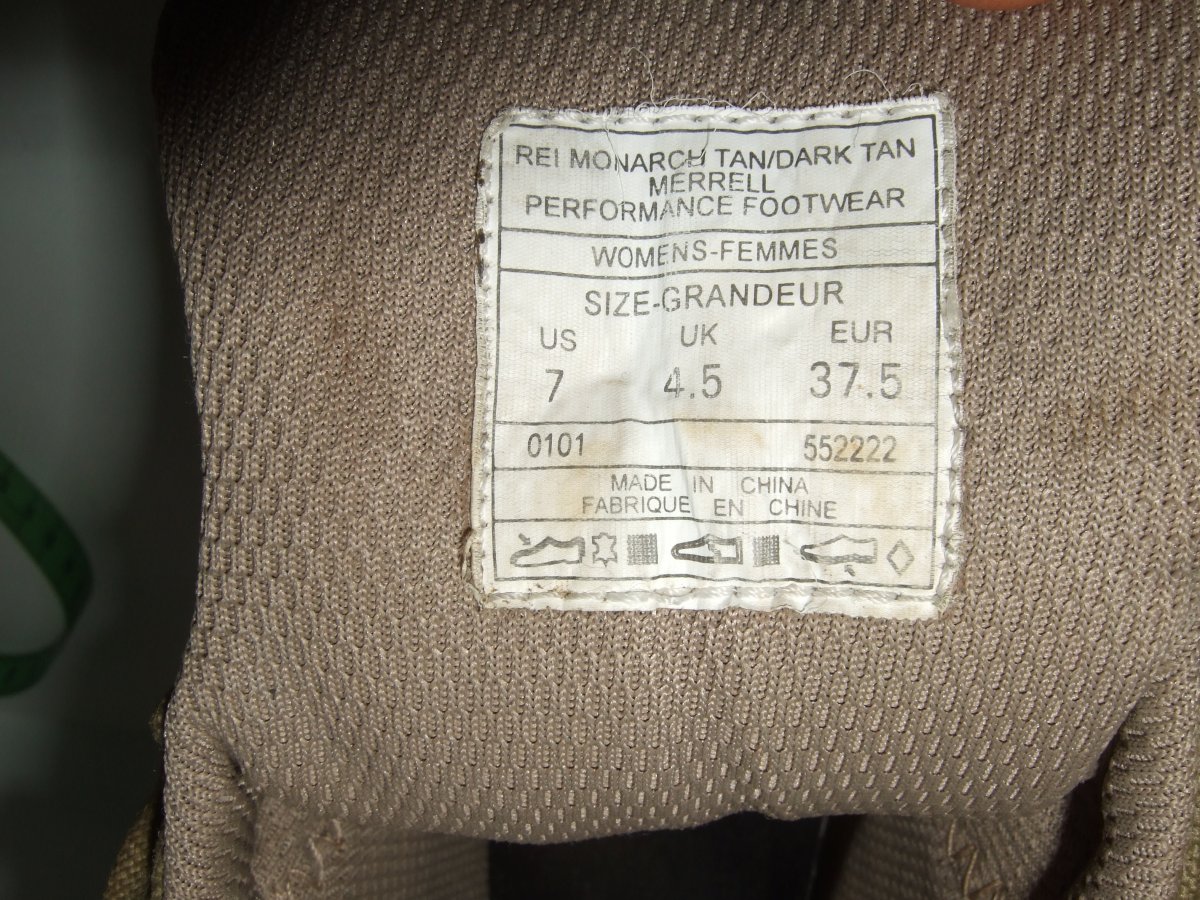 REI MONARCH TAN/DARK TAN
MERRELL
PERFORMANCE FOOTWEAR
WOMENS-FEMMES
SIZE-GRANDEUR
US UK EUR
7 4.5 37.5
0101 552222
MADE IN CHINA
FABRIQUE EN CHINE